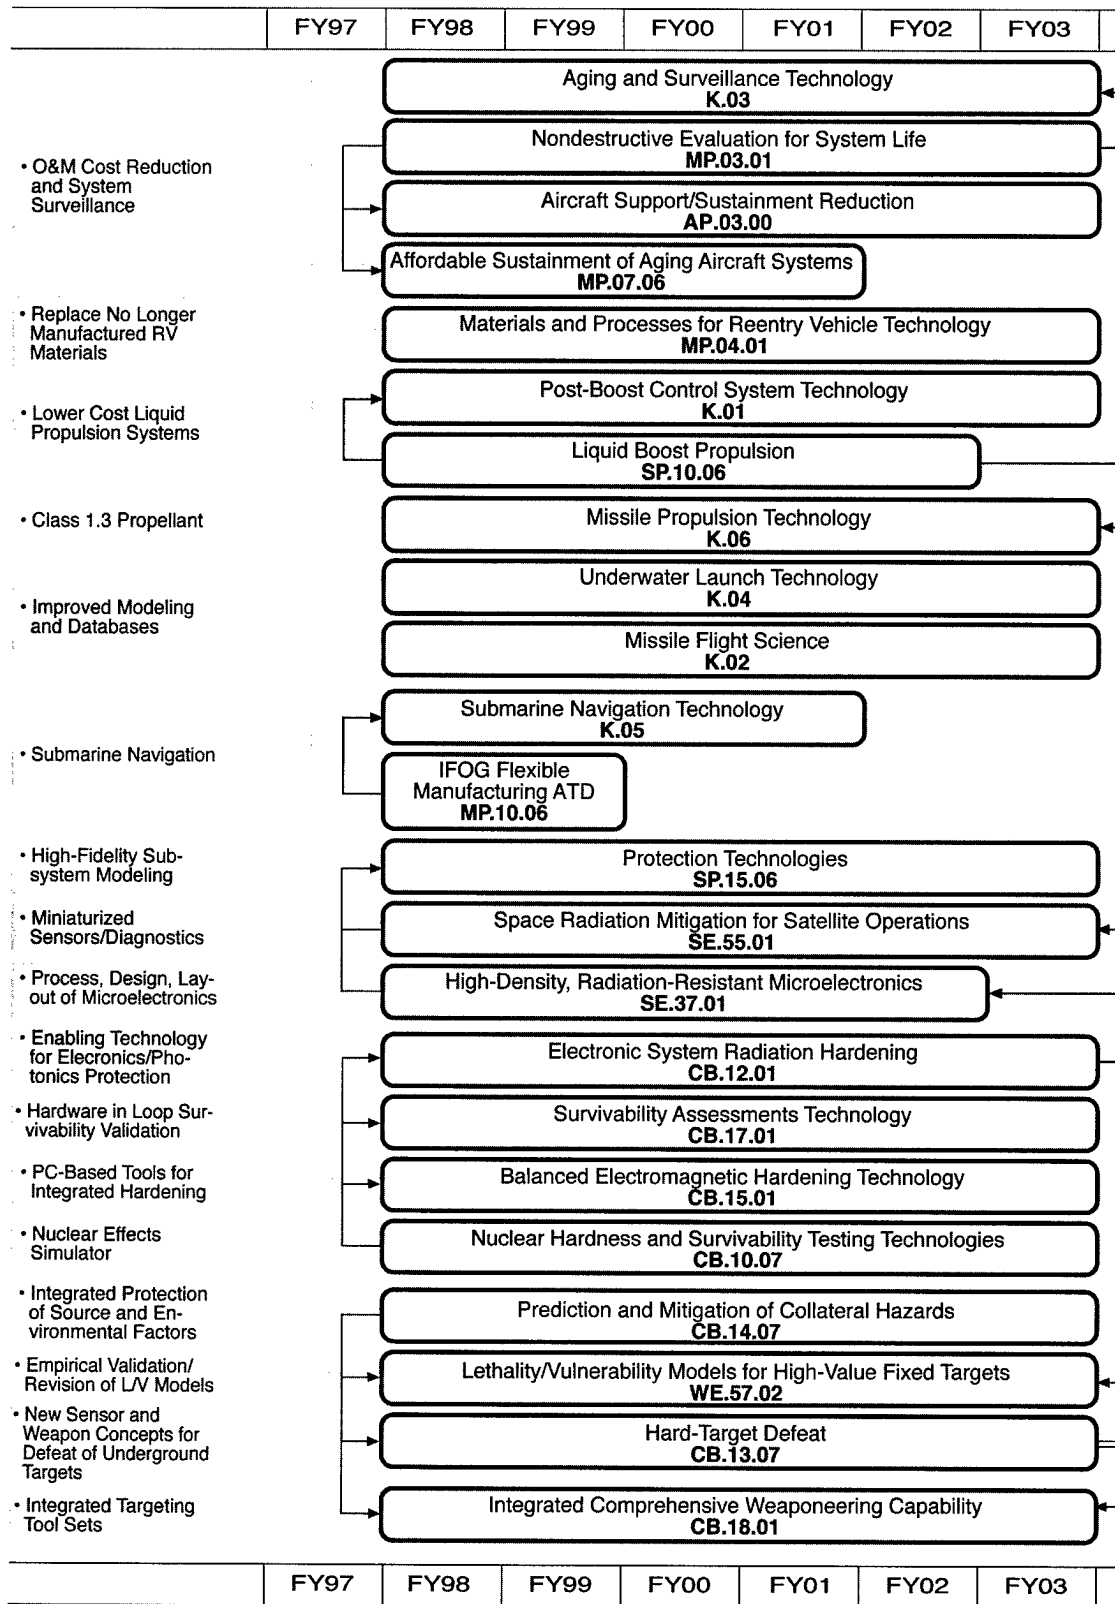 FY97 FY98 FY99 FY00 FY01 FY02 FY03
Aging and Surveillance Technology
K.03
• O&M Cost Reduction
and System
Surveillance
Nondestructive Evaluation for System Life
MP.03.01
Aircraft Support/Sustainment Reduction
AP.03.00
Affordable Sustainment of Aging Aircraft Systems
MP.07.06
• Replace No Longer
Manufactured RV
Materials
Materials and Processes for Reentry Vehicle Technology
MP.04.01
• Lower Cost Liquid
Propulsion Systems
Post-Boost Control System Technology
K.01
Liquid Boost Propulsion
SP.10.06
• Class 1.3 Propellant
Missile Propulsion Technology
K.06
• Improved Modeling
and Databases
Underwater Launch Technology
K.04
Missile Flight Science
K.02
• Submarine Navigation
Submarine Navigation Technology
K.05
IFOG Flexible
Manufacturing ATD
MP.10.06
• High-Fidelity Sub-
system Modeling
Protection Technologies
SP.15.06
• Miniaturized
Sensors/Diagnostics
Space Radiation Mitigation for Satellite Operations
SE.55.01
• Process, Design, Lay-
out of Microelectronics
High-Density, Radiation-Resistant Microelectronics
SE.37.01
• Enabling Technology
for Elecronics/Pho-
tonics Protection
Electronic System Radiation Hardening
CB.12.01
• Hardware in Loop Sur-
vivability Validation
Survivability Assessments Technology
CB.17.01
• PC-Based Tools for
Integrated Hardening
Balanced Electromagnetic Hardening Technology
CB.15.01
• Nuclear Effects
Simulator
Nuclear Hardness and Survivability Testing Technologies
CB.10.07
• Integrated Protection
of Source and En-
vironmental Factors
Prediction and Mitigation of Collateral Hazards
CB.14.07
• Empirical Validation/
Revision of L/V Models
Lethality/Vulnerability Models for High-Value Fixed Targets
WE.57.02
• New Sensor and
Weapon Concepts for
Defeat of Underground
Targets
Hard-Target Defeat
CB.13.07
• Integrated Targeting
Tool Sets
Integrated Comprehensive Weaponeering Capability
CB.18.01
FY97 FY98 FY99 FY00 FY01 FY02 FY03